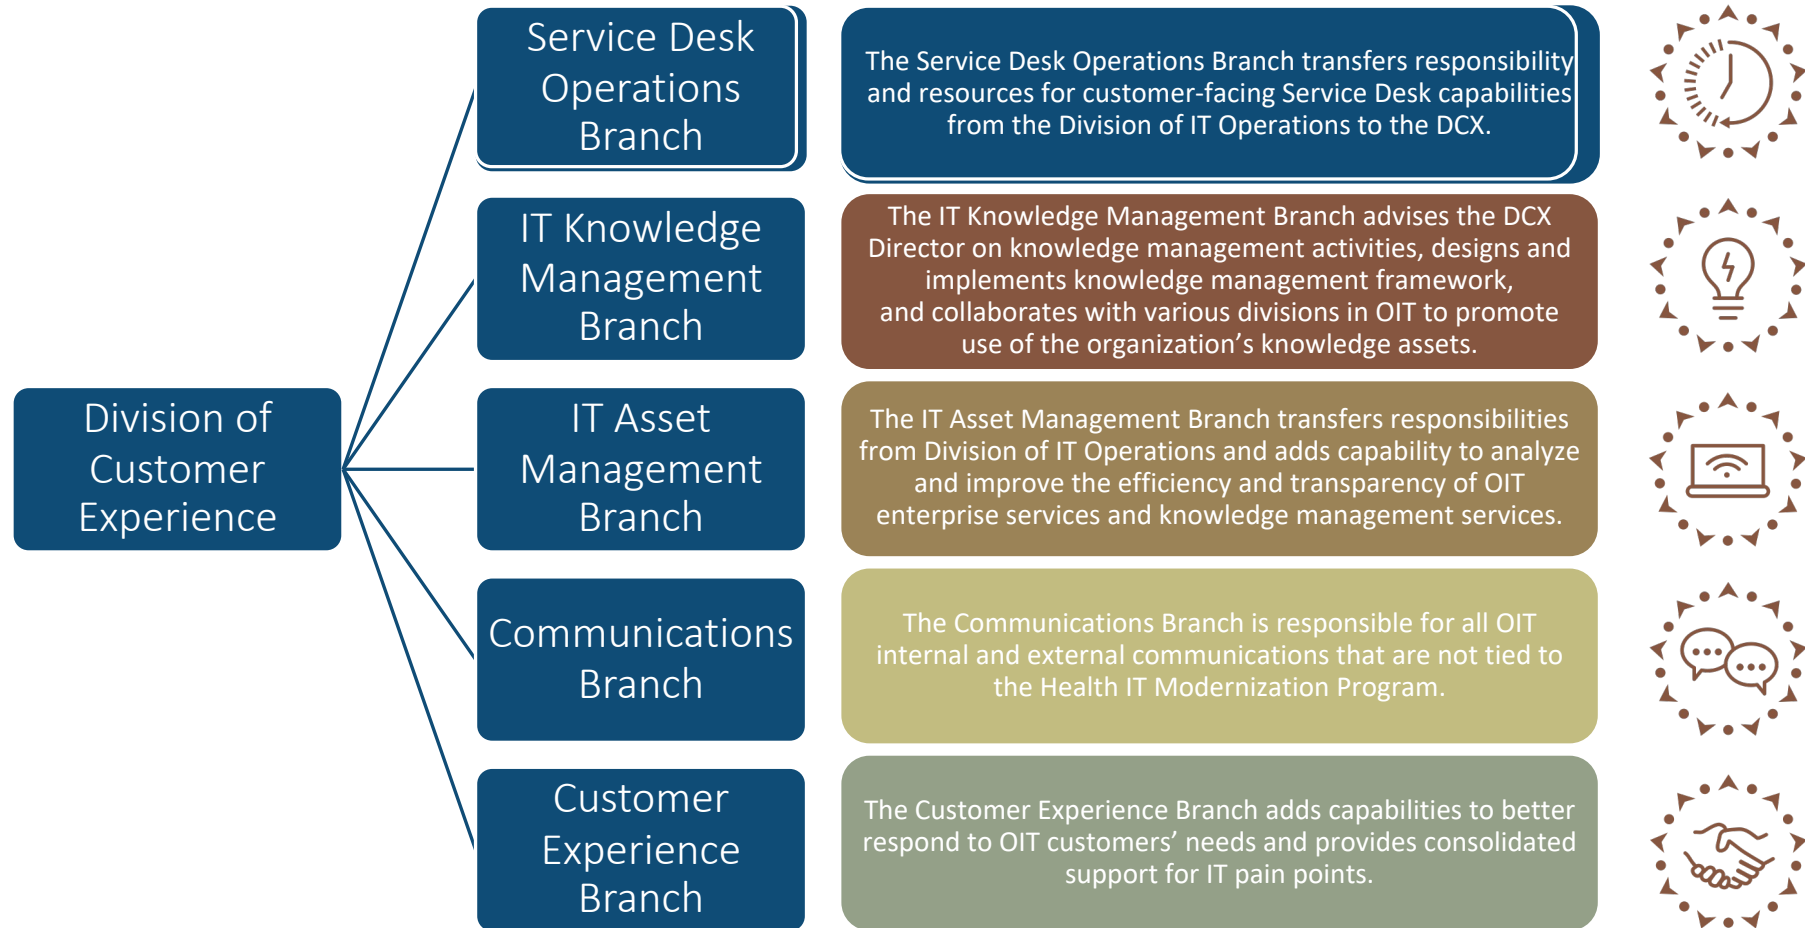 Service Desk
Operations
Branch
The Service Desk Operations Branch transfers responsibility
and resources for customer-facing Service Desk capabilities
from the Division of IT Operations to the DCX.
IT Knowledge
Management
Branch
The IT Knowledge Management Branch advises the DCX
Director on knowledge management activities, designs and
implements knowledge management framework,
and collaborates with various divisions in OIT to promote
use of the organization’s knowledge assets.
Division of
Customer
Experience
IT Asset
Management
Branch
The IT Asset Management Branch transfers responsibilities
from Division of IT Operations and adds capability to analyze
and improve the efficiency and transparency of OIT
enterprise services and knowledge management services.
Communications
Branch
The Communications Branch is responsible for all OIT
internal and external communications that are not tied to
the Health IT Modernization Program.
Customer
Experience
Branch
The Customer Experience Branch adds capabilities to better
respond to OIT customers’ needs and provides consolidated
support for IT pain points.